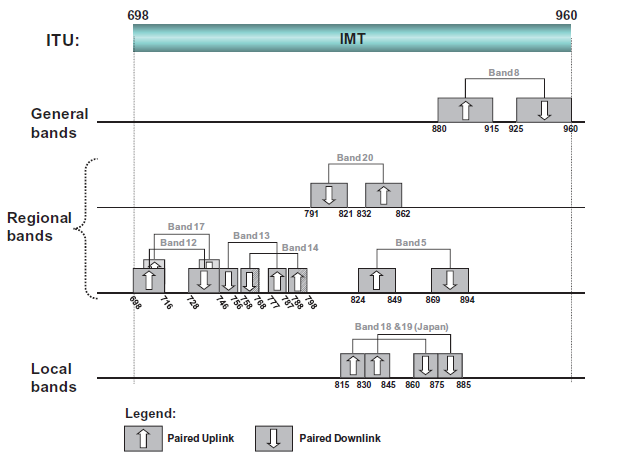 698 960
ITU: IMT
Band 8
General
bands
880 915 925 960
Band 20
791 821 832 862
Regional
bands
Band 17
Band 12
Band 13
Band 14
Band 5
698 716 728 746 756 758 768 777 787 788 798 824 849 869 894
Band 18 &19 (Japan)
Local
bands
815 830 845 860 875 885
Legend:
Paired Uplink Paired Downlink